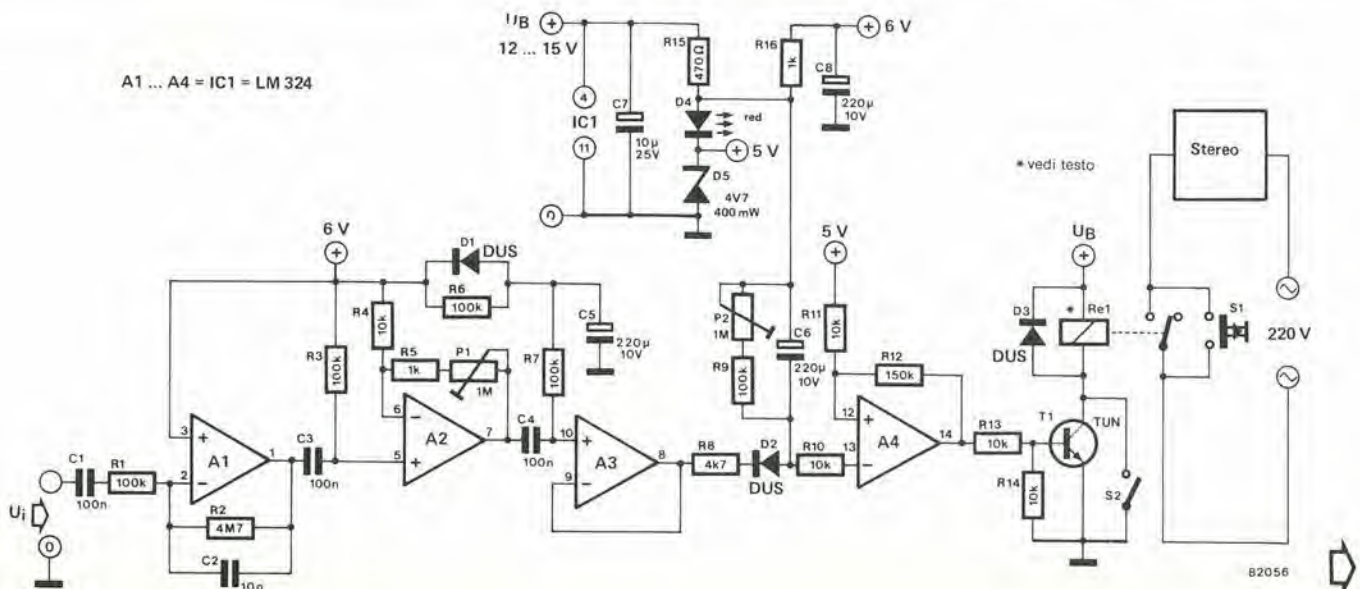 UB
12 ... 15 V
A1 ... A4 = IC1 = LM 324
4
IC1
11
C7
10µ
25V
R15
470Ω
D4
red
5 V
D5
4V7
400 mW
R16
1k
6 V
C8
220µ
10V
* vedi testo
Stereo
6 V
D1
DUS
R6
100k
R4
10k
R3
100k
R5
1k
P1
1M
R7
100k
C5
220µ
10V
P2
1M
R9
100k
C6
220µ
10V
5 V
R11
10k
R12
150k
UB
D3
DUS
*
Re1
S1
220 V
Ui
0
C1
100n
R1
100k
3
2
A1
1
R2
4M7
C2
10n
C3
100n
6
5
A2
7
C4
100n
10
9
A3
8
R8
4k7
D2
DUS
R10
10k
12
13
A4
14
R13
10k
R14
10k
T1
TUN
S2
82056